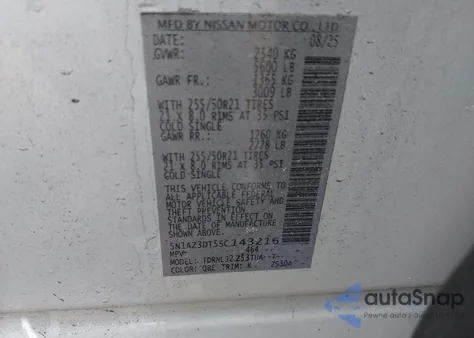 MFD BY NISSAN MOTOR CO., LTD
DATE 08/25
GVWR: 2540 KG
5600 LB
GAWR FR.: 1365 KG
3009 LB
WITH 255/50R21 TIRES
21 X 8.0 RIMS AT 35 PSI
COLD SINGLE
GAWR RR.: 1260 KG
2778 LB
WITH 255/50R21 TIRES
21 X 8.0 RIMS AT 35 PSI
COLD SINGLE
THIS VEHICLE CONFORMS TO
ALL APPLICABLE FEDERAL
MOTOR VEHICLE SAFETY AND
THEFT PREVENTION
STANDARDS IN EFFECT ON
THE DATE OF MANUFACTURE
SHOWN ABOVE.
5N1AZ3DT5SC143216
MPV 464
MODEL:
COLOR: QBE TRIM: K
autoSnap
POWERED BY